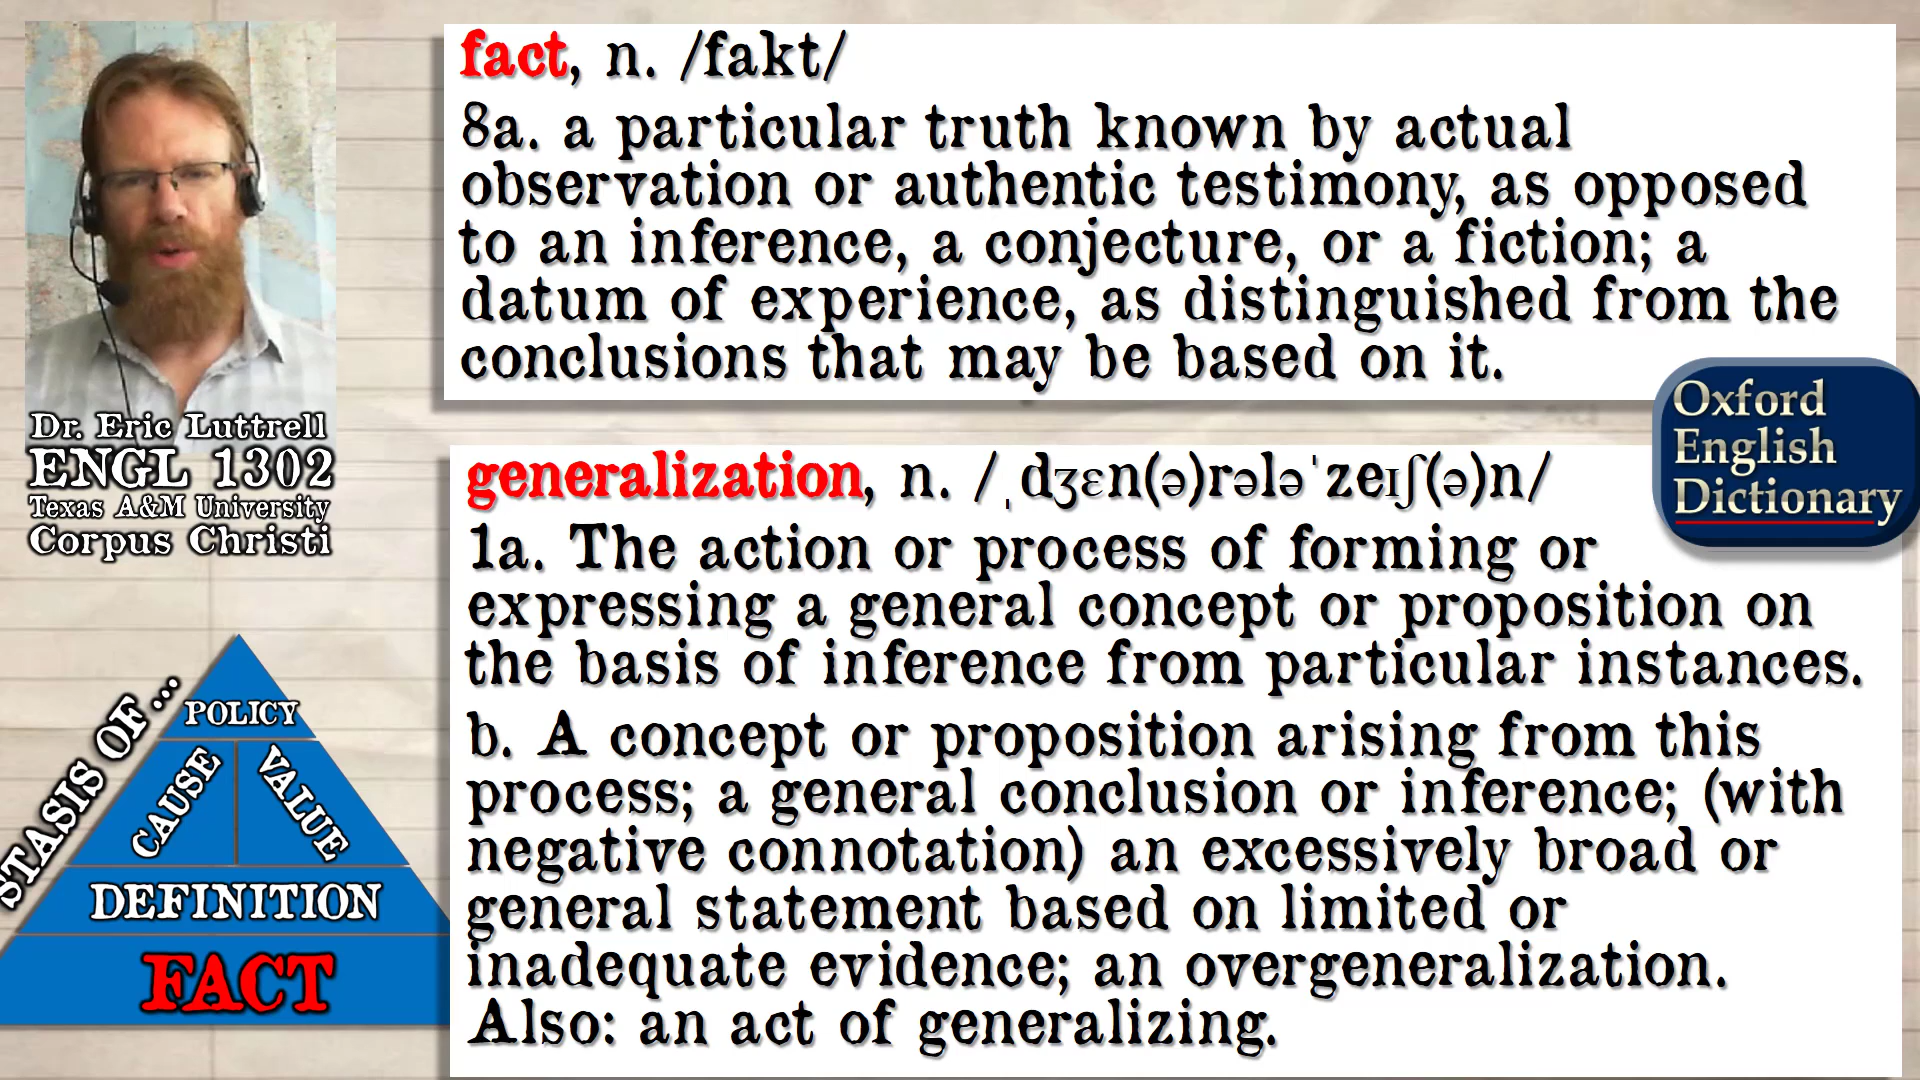 fact, n. /fakt/
8a. a particular truth known by actual
observation or authentic testimony, as opposed
to an inference, a conjecture, or a fiction; a
datum of experience, as distinguished from the
conclusions that may be based on it.
Oxford
English
Dictionary
generalization, n. /ˌdʒɛn(ə)rələˈzeɪʃ(ə)n/
1a. The action or process of forming or
expressing a general concept or proposition on
the basis of inference from particular instances.
b. A concept or proposition arising from this
process; a general conclusion or inference; (with
negative connotation) an excessively broad or
general statement based on limited or
inadequate evidence; an overgeneralization.
Also: an act of generalizing.
Dr. Eric Luttrell
ENGL 1302
Texas A&M University
Corpus Christi
STASIS OF...
POLICY
CAUSE
VALUE
DEFINITION
FACT